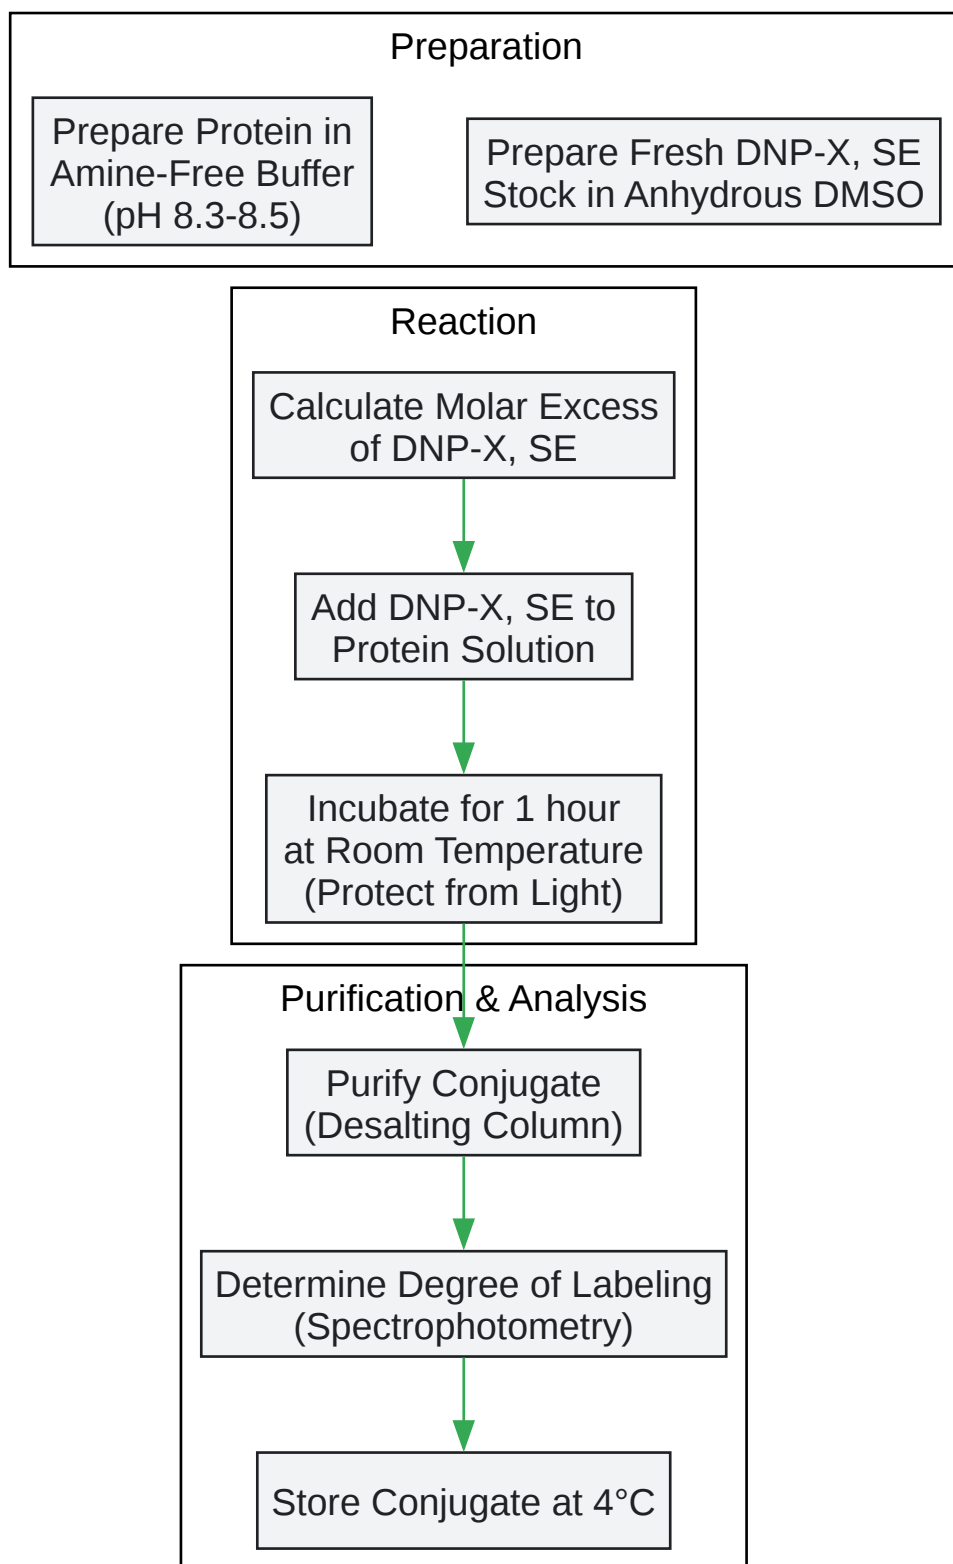 Preparation
Prepare Protein in
Amine-Free Buffer
(pH 8.3-8.5)
Prepare Fresh DNP-X, SE
Stock in Anhydrous DMSO
Reaction
Calculate Molar Excess
of DNP-X, SE
Add DNP-X, SE to
Protein Solution
Incubate for 1 hour
at Room Temperature
(Protect from Light)
Purification & Analysis
Purify Conjugate
(Desalting Column)
Determine Degree of Labeling
(Spectrophotometry)
Store Conjugate at 4°C